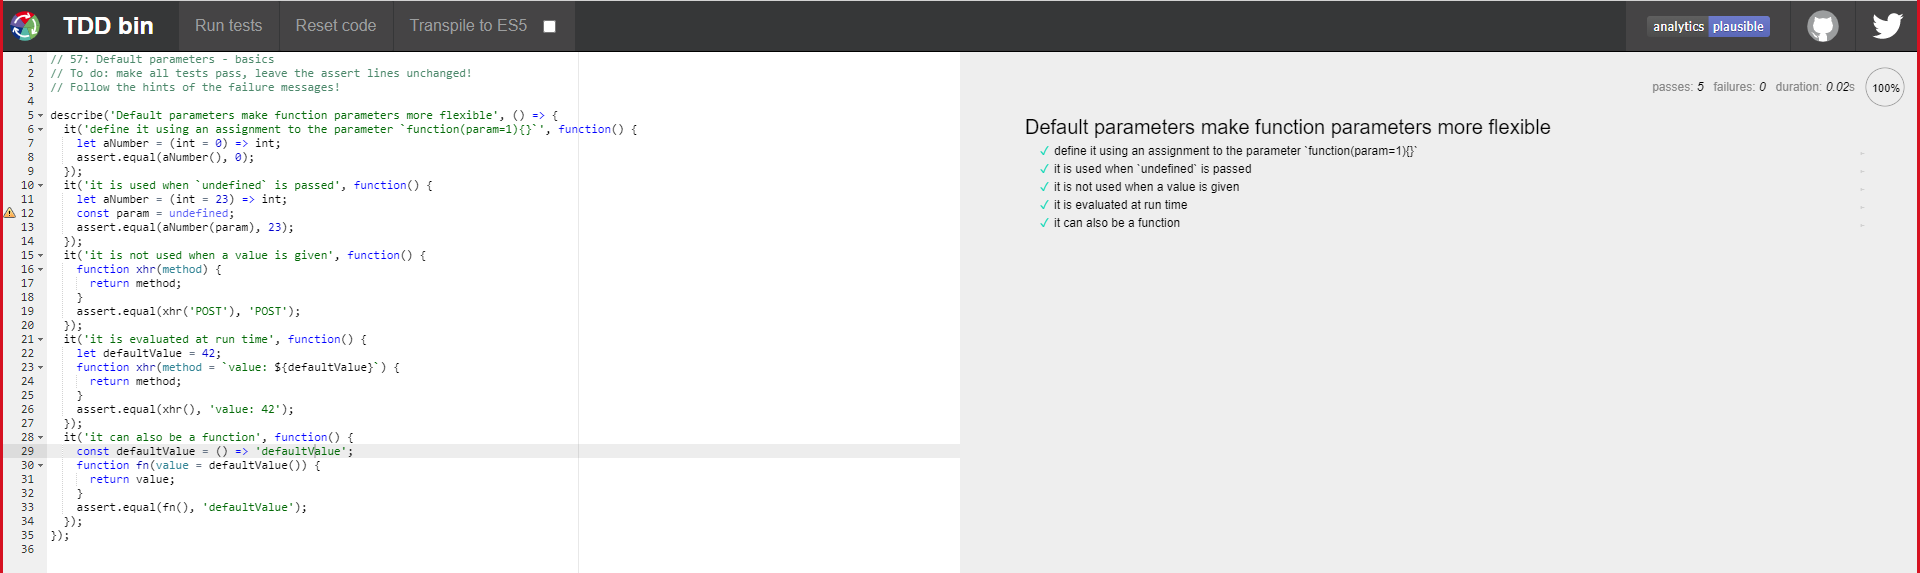 TDD bin
Run tests
Reset code
Transpile to ES5
analytics plausible
1 // 57: Default parameters - basics
2 // To do: make all tests pass, leave the assert lines unchanged!
3 // Follow the hints of the failure messages!
4
5 describe('Default parameters make function parameters more flexible', () => {
6 it('define it using an assignment to the parameter `function(param=1){}`', function() {
7 let aNumber = (int = 0) => int;
8 assert.equal(aNumber(), 0);
9 });
10 it('it is used when `undefined` is passed', function() {
11 let aNumber = (int = 23) => int;
12 const param = undefined;
13 assert.equal(aNumber(param), 23);
14 });
15 it('it is not used when a value is given', function() {
16 function xhr(method) {
17 return method;
18 }
19 assert.equal(xhr('POST'), 'POST');
20 });
21 it('it is evaluated at run time', function() {
22 let defaultValue = 42;
23 function xhr(method = `value: ${defaultValue}`) {
24 return method;
25 }
26 assert.equal(xhr(), 'value: 42');
27 });
28 it('it can also be a function', function() {
29 const defaultValue = () => 'defaultValue';
30 function fn(value = defaultValue()) {
31 return value;
32 }
33 assert.equal(fn(), 'defaultValue');
34 });
35 });
36
passes: 5 failures: 0 duration: 0.02s 100%
Default parameters make function parameters more flexible
✓ define it using an assignment to the parameter `function(param=1){}`
✓ it is used when `undefined` is passed
✓ it is not used when a value is given
✓ it is evaluated at run time
✓ it can also be a function